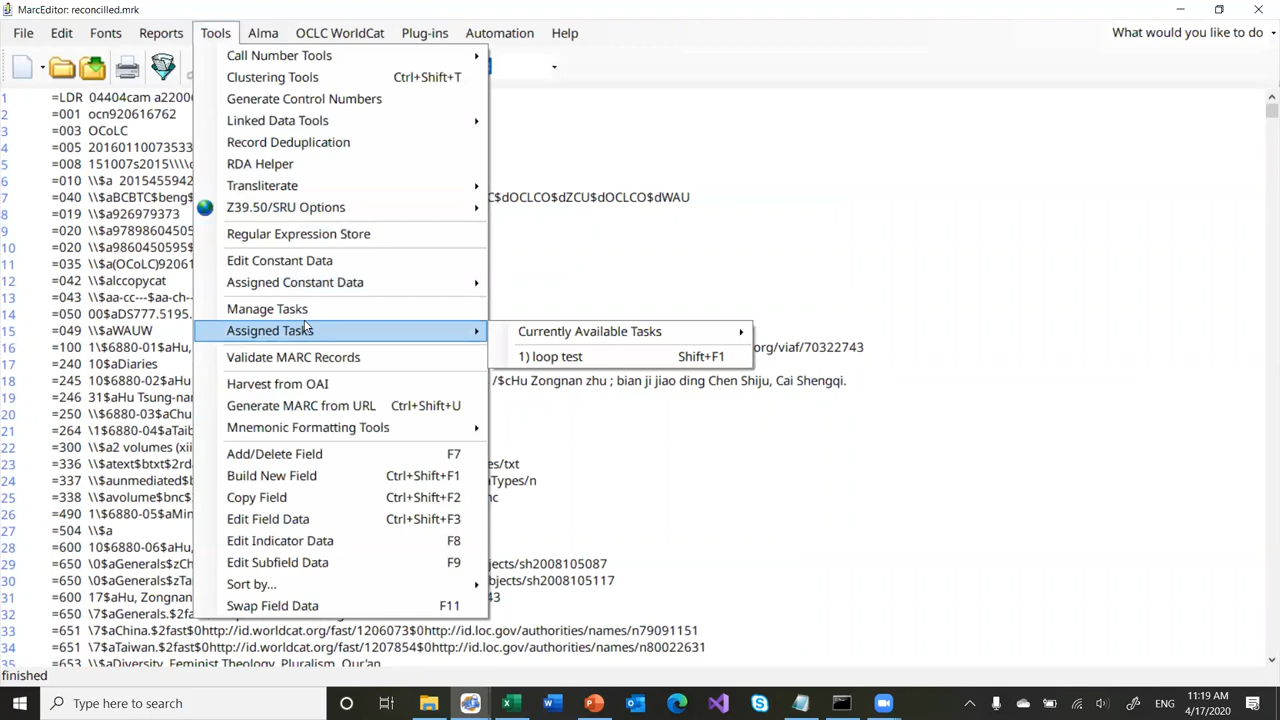 MarcEditor: reconcilled.mrk
File Edit Fonts Reports Tools Alma OCLC WorldCat Plug-ins Automation Help What would you like to do
Call Number Tools
Clustering Tools Ctrl+Shift+T
Generate Control Numbers
Linked Data Tools
Record Deduplication
RDA Helper
Transliterate
Z39.50/SRU Options
Regular Expression Store
Edit Constant Data
Assigned Constant Data
Manage Tasks
Assigned Tasks
Validate MARC Records
Harvest from OAI
Generate MARC from URL Ctrl+Shift+U
Mnemonic Formatting Tools
Add/Delete Field F7
Build New Field Ctrl+Shift+F1
Copy Field Ctrl+Shift+F2
Edit Field Data Ctrl+Shift+F3
Edit Indicator Data F8
Edit Subfield Data F9
Sort by...
Swap Field Data F11
Currently Available Tasks
1) loop test Shift+F1
1 =LDR 04404cam a22006
2 =001 ocn920616762
3 =003 OCoLC
4 =005 20160110073533
5 =008 151007s2015\\\\c
6 =010 \\$a 2015455942
7 =040 \\$aBCBTC$beng$ C$dOCLCO$dZCU$dOCLCO$dWAU
8 =019 \\$a926979373
9 =020 \\$a97898604505
10 =020 \\$a9860450595$
11 =035 \\$a(OCoLC)92061
12 =042 \\$alccopycat
13 =043 \\$aa-cc---$aa-ch--
14 =050 00$aDS777.5195.
15 =049 \\$aWAUW
16 =100 1\$6880-01$aHu, org/viaf/70322743
17 =240 10$aDiaries
18 =245 10$6880-02$aHu /$cHu Zongnan zhu ; bian ji jiao ding Chen Shiju, Cai Shengqi.
19 =246 31$aHu Tsung-nan
20 =250 \\$6880-03$aChu
21 =264 \1$6880-04$aTaib
22 =300 \\$a2 volumes (xii
23 =336 \\$atext$btxt$2rd es/txt
24 =337 \\$aunmediated$b aTypes/n
25 =338 \\$avolume$bnc$ nc
26 =490 1\$6880-05$aMin
27 =504 \\$a
28 =600 10$6880-06$aHu,
29 =650 \0$aGenerals$zCh bjects/sh2008105087
30 =650 \0$aGenerals$zTa bjects/sh2008105117
31 =600 17$aHu, Zongnan 43
32 =650 \7$aGenerals.$2fast$0http://id.worldcat.org/fast/
33 =651 \7$aChina.$2fast$0http://id.worldcat.org/fast/1206073$0http://id.loc.gov/authorities/names/n79091151
34 =651 \7$aTaiwan.$2fast$0http://id.worldcat.org/fast/1207854$0http://id.loc.gov/authorities/names/n80022631
35 =653 \\$aDiversity, Feminist Theology, Pluralism, Qur'an
finished
Type here to search
ENG
11:19 AM
4/17/2020